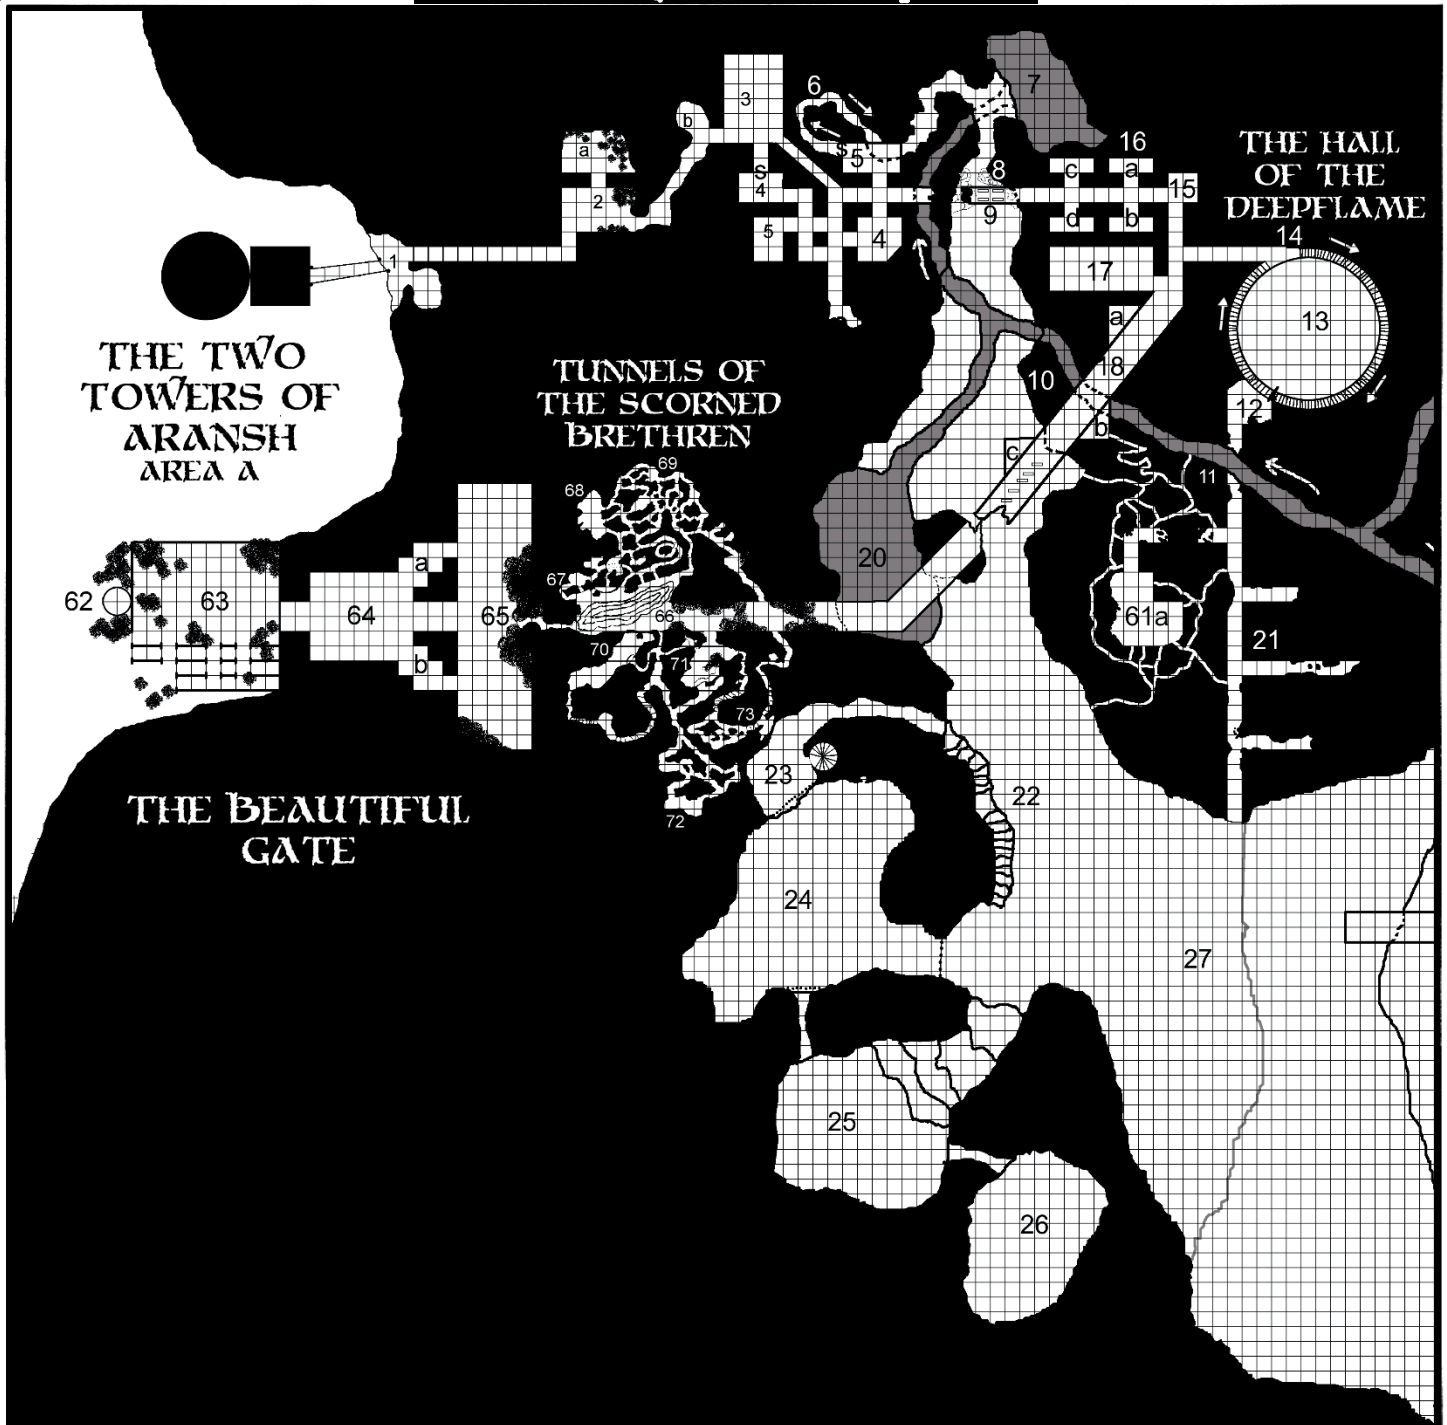 3
6
7
b
THE HALL
OF THE
DEEPFLAME
16
a
S
5
8
c
a
S
4
15
2
9
d
b
5
4
14
1
17
13
a
THE TWO
TOWERS OF
ARANSH
AREA A
TUNNELS OF
THE SCORNED
BRETHREN
18
10
12
b
c
69
11
68
20
a
67
62
63
64
65
66
61a
21
70
71
b
73
23
22
THE BEAUTIFUL
GATE
72
24
27
25
26